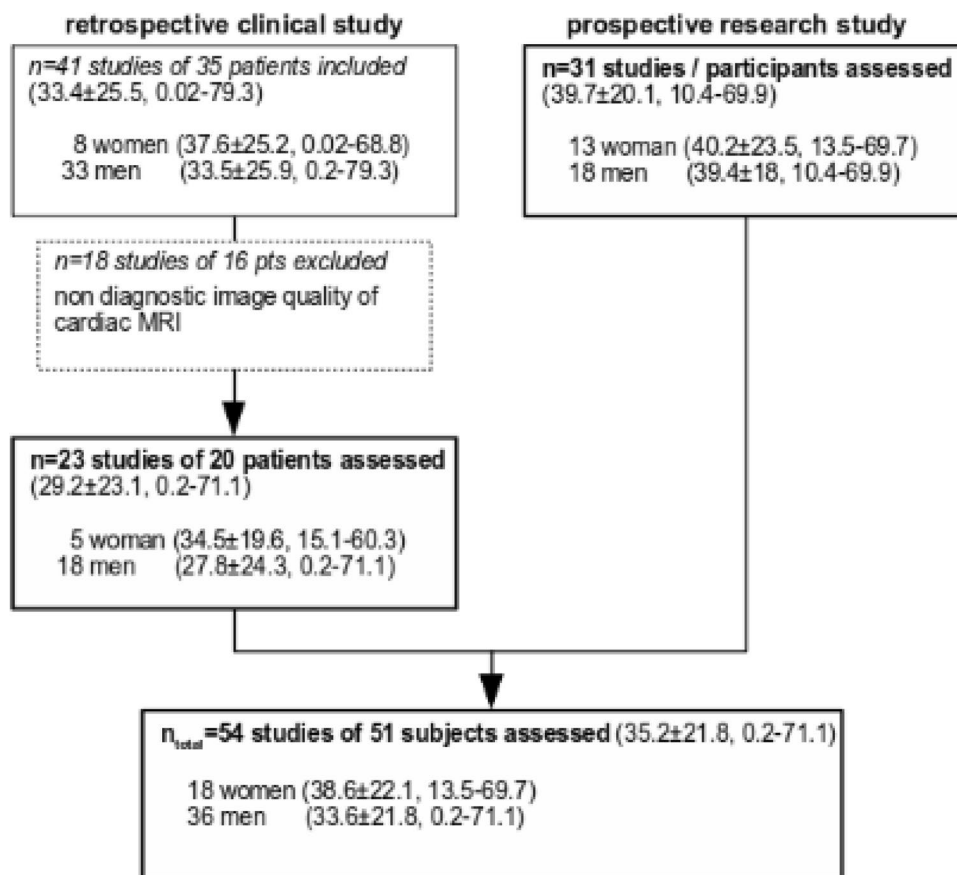 retrospective clinical study
n=41 studies of 35 patients included
(33.4±25.5, 0.02-79.3)
8 women (37.6±25.2, 0.02-68.8)
33 men (33.5±25.9, 0.2-79.3)
n=18 studies of 16 pts excluded
non diagnostic image quality of
cardiac MRI
n=23 studies of 20 patients assessed
(29.2±23.1, 0.2-71.1)
5 woman (34.5±19.6, 15.1-60.3)
18 men (27.8±24.3, 0.2-71.1)
prospective research study
n=31 studies / participants assessed
(39.7±20.1, 10.4-69.9)
13 woman (40.2±23.5, 13.5-69.7)
18 men (39.4±18, 10.4-69.9)
ntotal=54 studies of 51 subjects assessed (35.2±21.8, 0.2-71.1)
18 women (38.6±22.1, 13.5-69.7)
36 men (33.6±21.8, 0.2-71.1)